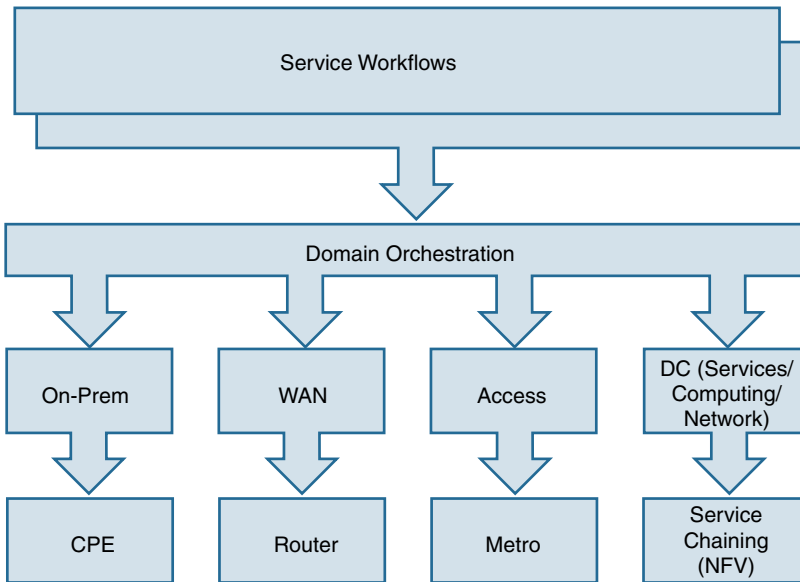 Service Workflows
Domain Orchestration
On-Prem
WAN
Access
DC (Services/
Computing/
Network)
CPE
Router
Metro
Service
Chaining
(NFV)